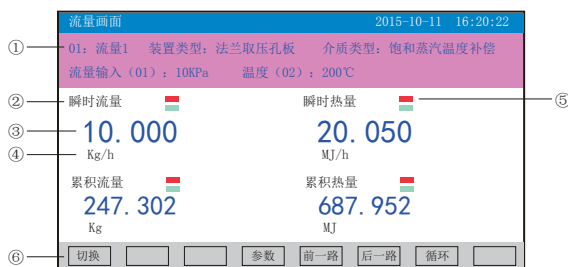 流量画面 2015-10-11 16:20:22
① 01：流量1 装置类型：法兰取压孔板 介质类型：饱和蒸汽温度补偿
流量输入（01）：10KPa 温度（02）：200℃
② 瞬时流量 瞬时热量 ⑤
③ 10.000 20.050
④ Kg/h MJ/h
累积流量 累积热量
247.302 687.952
Kg MJ
⑥ 切换 参数 前一路 后一路 循环